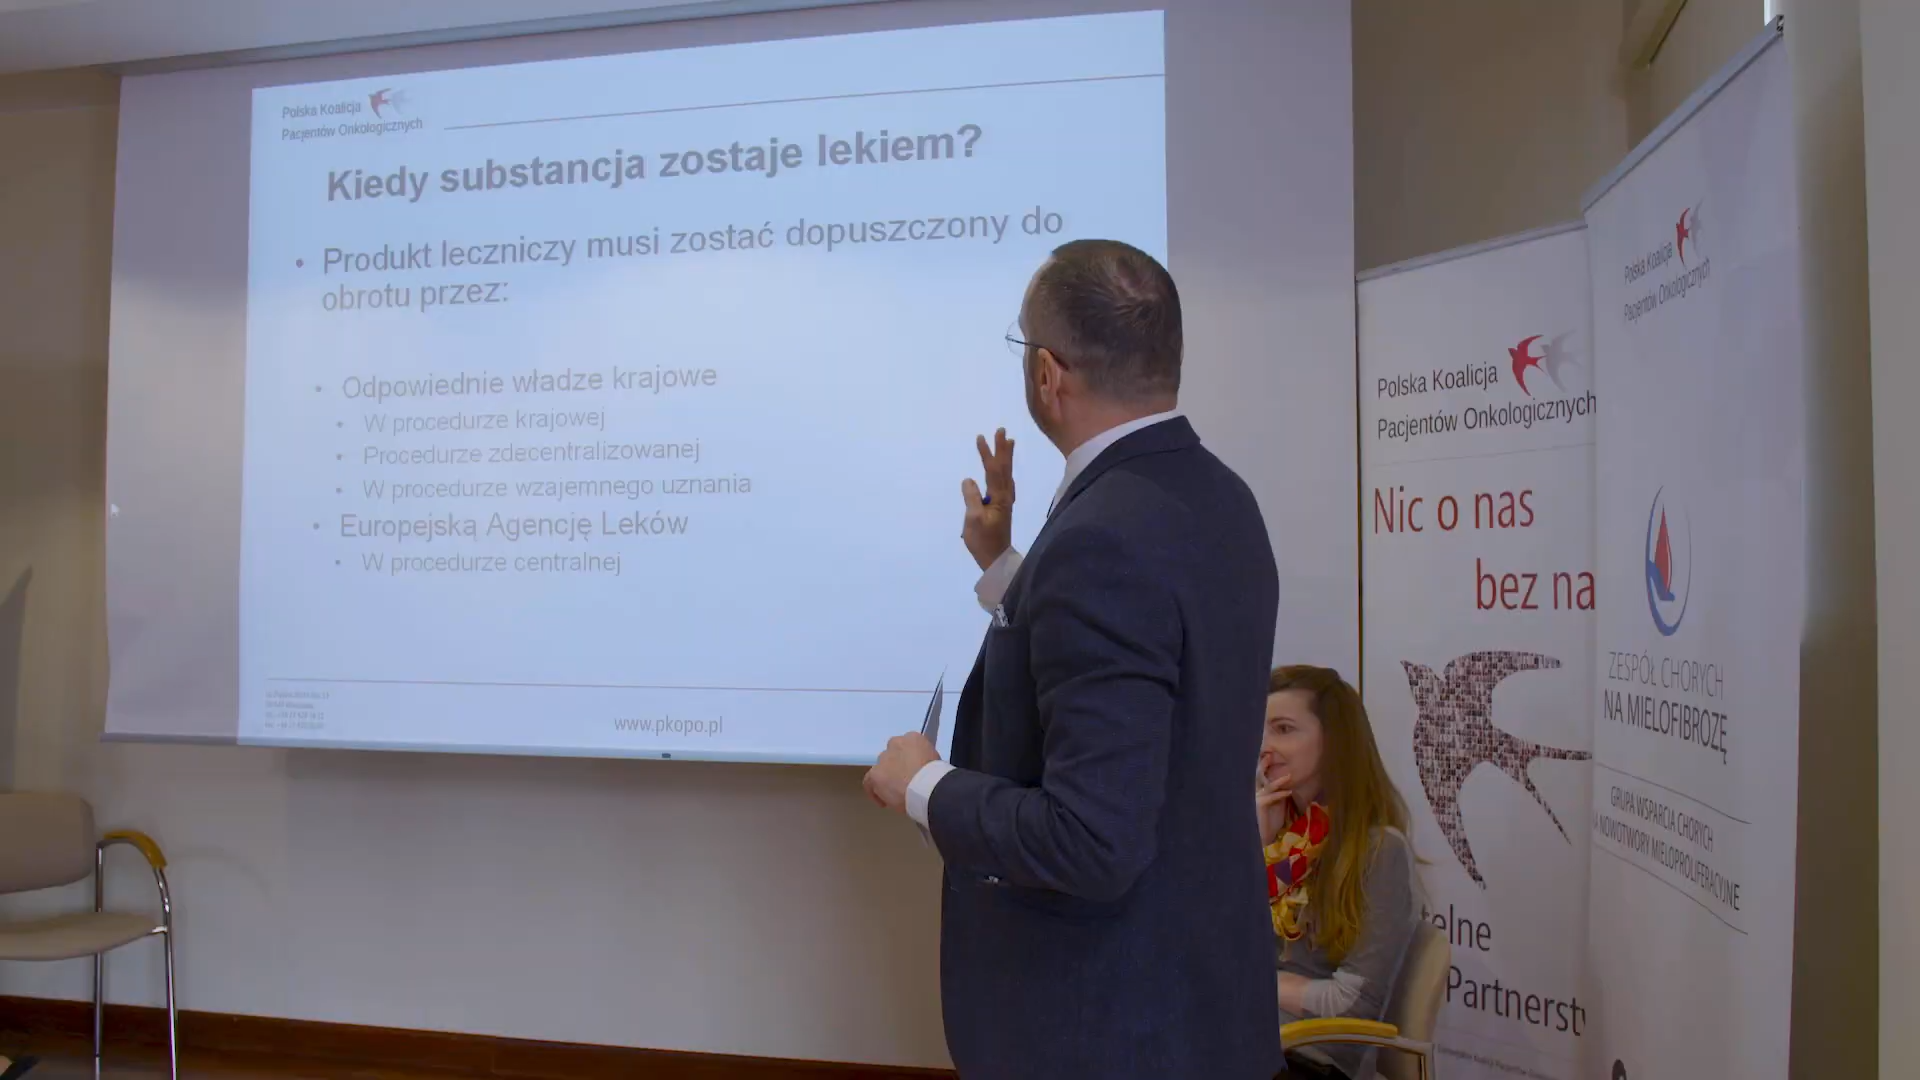 Polska Koalicja
Pacjentów Onkologicznych
Kiedy substancja zostaje lekiem?
• Produkt leczniczy musi zostać dopuszczony do
obrotu przez:
• Odpowiednie władze krajowe
• W procedurze krajowej
• Procedurze zdecentralizowanej
• W procedurze wzajemnego uznania
• Europejską Agencję Leków
• W procedurze centralnej
www.pkopo.pl
Polska Koalicja
Pacjentów Onkologicznych
Nic o nas
bez na
telne
Partnerst
Polska Koalicja
Pacjentów Onkologicznych
ZESPÓŁ CHORYCH
NA MIELOFIBROZĘ
GRUPA WSPARCIA CHORYCH
NA NOWOTWORY MIELOPROLIFERACYJNE